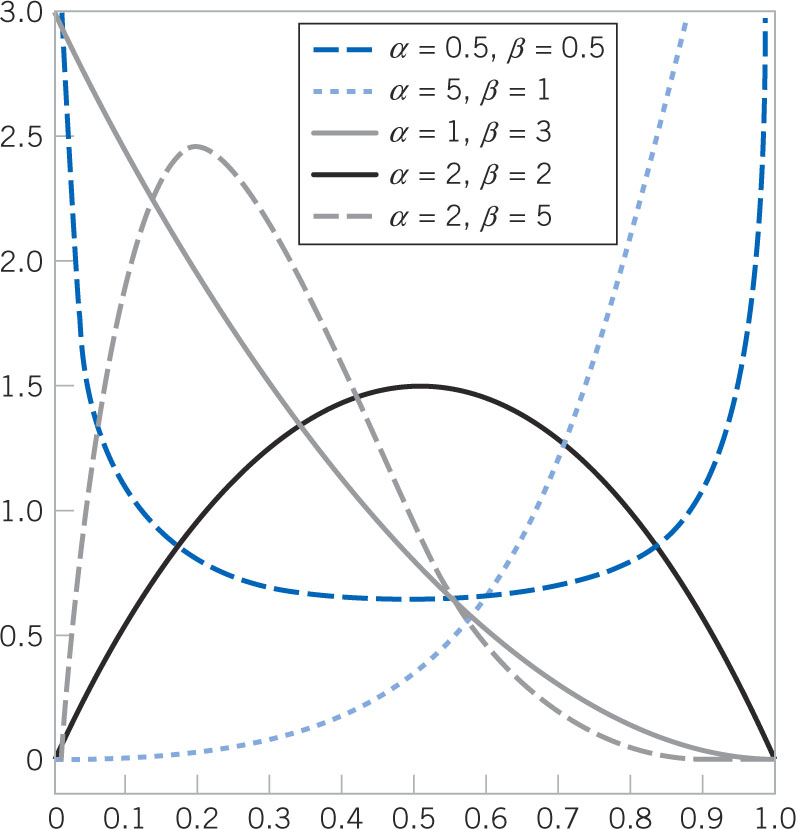 3.0
2.5
2.0
1.5
1.0
0.5
0
α = 0.5, β = 0.5
α = 5, β = 1
α = 1, β = 3
α = 2, β = 2
α = 2, β = 5
0 0.1 0.2 0.3 0.4 0.5 0.6 0.7 0.8 0.9 1.0